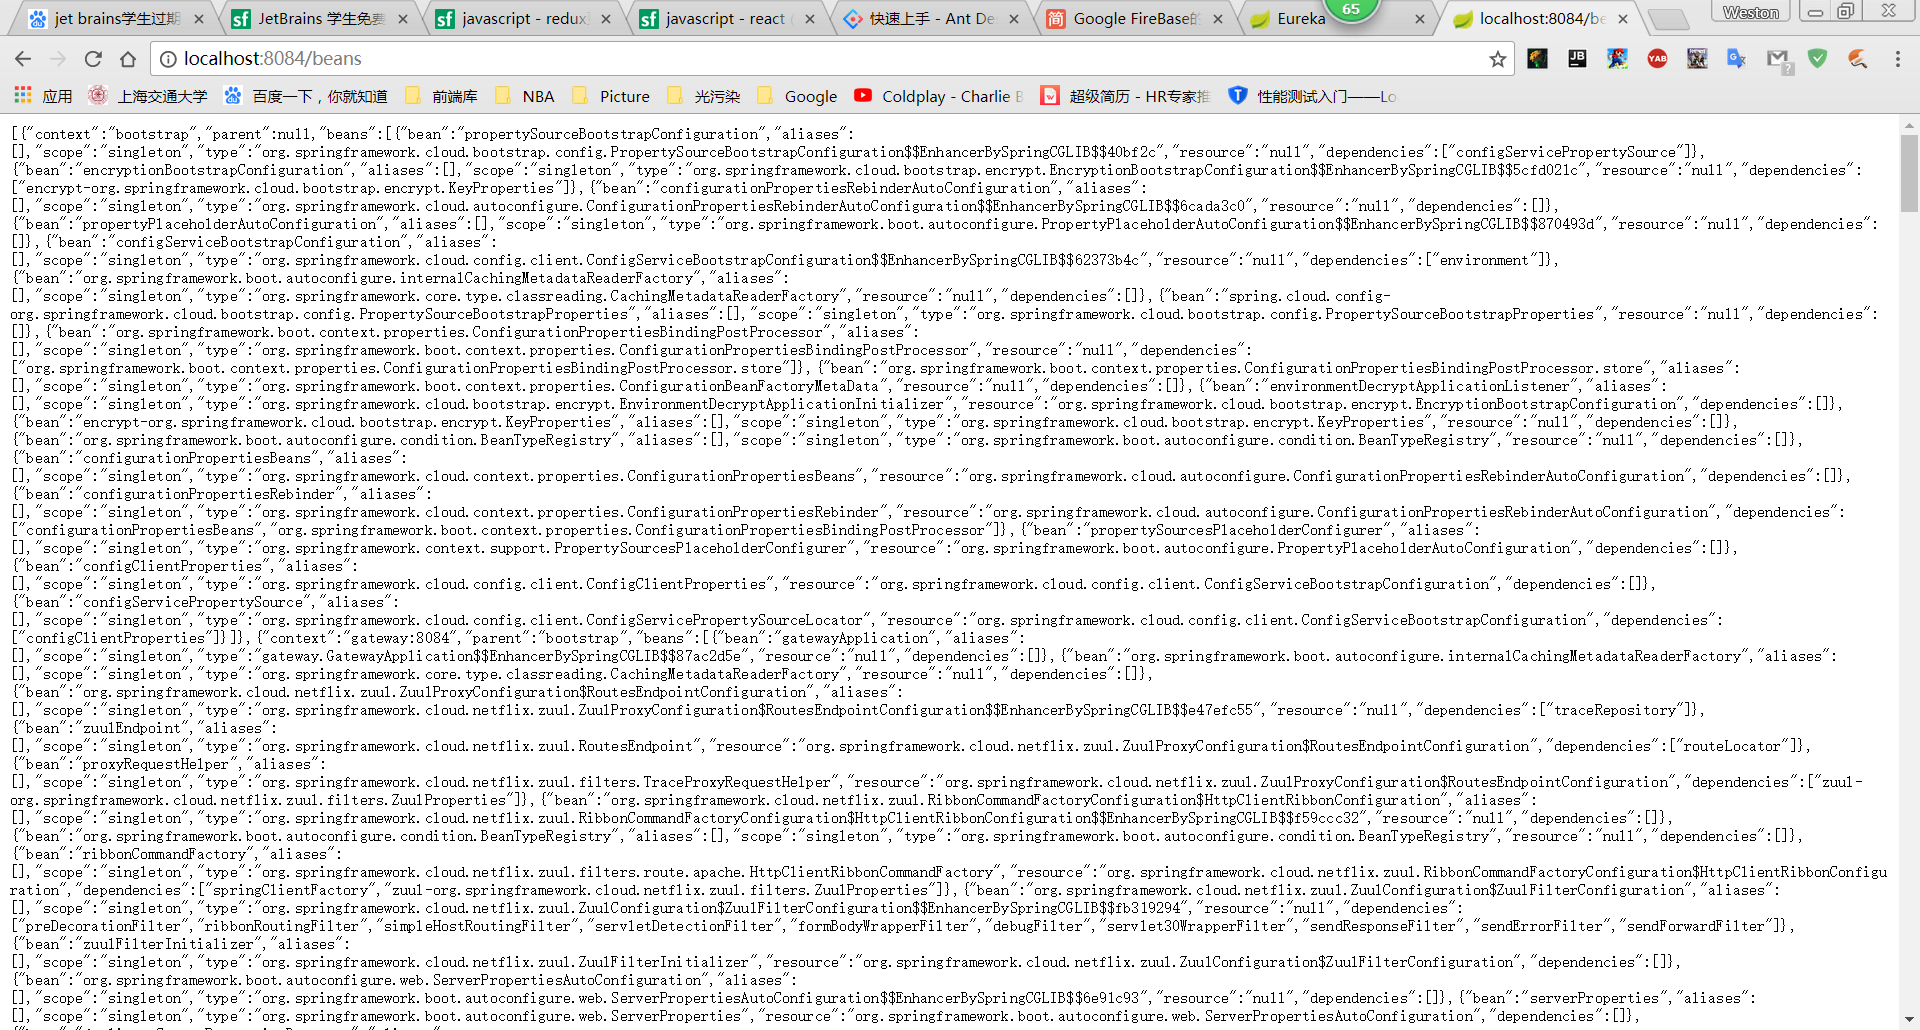 jet brains学生过期
JetBrains 学生免费
javascript - redux
javascript - react (
快速上手 - Ant De
Google FireBase的
Eureka
65
localhost:8084/be
Weston
localhost:8084/beans
应用
上海交通大学
百度一下，你就知道
前端库
NBA
Picture
光污染
Google
Coldplay - Charlie B
超级简历 - HR专家推
性能测试入门——Lo
[{"context":"bootstrap","parent":null,"beans":[{"bean":"propertySourceBootstrapConfiguration","aliases":
[],"scope":"singleton","type":"org.springframework.cloud.bootstrap.config.PropertySourceBootstrapConfiguration$$EnhancerBySpringCGLIB$$40bf2c","resource":"null","dependencies":["configServicePropertySource"]},
{"bean":"encryptionBootstrapConfiguration","aliases":[],"scope":"singleton","type":"org.springframework.cloud.bootstrap.encrypt.EncryptionBootstrapConfiguration$$EnhancerBySpringCGLIB$$5cfd021c","resource":"null","dependencies":
["encrypt-org.springframework.cloud.bootstrap.encrypt.KeyProperties"]},{"bean":"configurationPropertiesRebinderAutoConfiguration","aliases":
[],"scope":"singleton","type":"org.springframework.cloud.autoconfigure.ConfigurationPropertiesRebinderAutoConfiguration$$EnhancerBySpringCGLIB$$6cada3c0","resource":"null","dependencies":[]},
{"bean":"propertyPlaceholderAutoConfiguration","aliases":[],"scope":"singleton","type":"org.springframework.boot.autoconfigure.PropertyPlaceholderAutoConfiguration$$EnhancerBySpringCGLIB$$870493d","resource":"null","dependencies":
[]},{"bean":"configServiceBootstrapConfiguration","aliases":
[],"scope":"singleton","type":"org.springframework.cloud.config.client.ConfigServiceBootstrapConfiguration$$EnhancerBySpringCGLIB$$62373b4c","resource":"null","dependencies":["environment"]},
{"bean":"org.springframework.boot.autoconfigure.internalCachingMetadataReaderFactory","aliases":
[],"scope":"singleton","type":"org.springframework.core.type.classreading.CachingMetadataReaderFactory","resource":"null","dependencies":[]},{"bean":"spring.cloud.config-
org.springframework.cloud.bootstrap.config.PropertySourceBootstrapProperties","aliases":[],"scope":"singleton","type":"org.springframework.cloud.bootstrap.config.PropertySourceBootstrapProperties","resource":"null","dependencies":
[]},{"bean":"org.springframework.boot.context.properties.ConfigurationPropertiesBindingPostProcessor","aliases":
[],"scope":"singleton","type":"org.springframework.boot.context.properties.ConfigurationPropertiesBindingPostProcessor","resource":"null","dependencies":
["org.springframework.boot.context.properties.ConfigurationPropertiesBindingPostProcessor.store"]},{"bean":"org.springframework.boot.context.properties.ConfigurationPropertiesBindingPostProcessor.store","aliases":
[],"scope":"singleton","type":"org.springframework.boot.context.properties.ConfigurationBeanFactoryMetaData","resource":"null","dependencies":[]},{"bean":"environmentDecryptApplicationListener","aliases":
[],"scope":"singleton","type":"org.springframework.cloud.bootstrap.encrypt.EnvironmentDecryptApplicationInitializer","resource":"org.springframework.cloud.bootstrap.encrypt.EncryptionBootstrapConfiguration","dependencies":[]},
{"bean":"encrypt-org.springframework.cloud.bootstrap.encrypt.KeyProperties","aliases":[],"scope":"singleton","type":"org.springframework.cloud.bootstrap.encrypt.KeyProperties","resource":"null","dependencies":[]},
{"bean":"org.springframework.boot.autoconfigure.condition.BeanTypeRegistry","aliases":[],"scope":"singleton","type":"org.springframework.boot.autoconfigure.condition.BeanTypeRegistry","resource":"null","dependencies":[]},
{"bean":"configurationPropertiesBeans","aliases":
[],"scope":"singleton","type":"org.springframework.cloud.context.properties.ConfigurationPropertiesBeans","resource":"org.springframework.cloud.autoconfigure.ConfigurationPropertiesRebinderAutoConfiguration","dependencies":[]},
{"bean":"configurationPropertiesRebinder","aliases":
[],"scope":"singleton","type":"org.springframework.cloud.context.properties.ConfigurationPropertiesRebinder","resource":"org.springframework.cloud.autoconfigure.ConfigurationPropertiesRebinderAutoConfiguration","dependencies":
["configurationPropertiesBeans","org.springframework.boot.context.properties.ConfigurationPropertiesBindingPostProcessor"]},{"bean":"propertySourcesPlaceholderConfigurer","aliases":
[],"scope":"singleton","type":"org.springframework.context.support.PropertySourcesPlaceholderConfigurer","resource":"org.springframework.boot.autoconfigure.PropertyPlaceholderAutoConfiguration","dependencies":[]},
{"bean":"configClientProperties","aliases":
[],"scope":"singleton","type":"org.springframework.cloud.config.client.ConfigClientProperties","resource":"org.springframework.cloud.config.client.ConfigServiceBootstrapConfiguration","dependencies":[]},
{"bean":"configServicePropertySource","aliases":
[],"scope":"singleton","type":"org.springframework.cloud.config.client.ConfigServicePropertySourceLocator","resource":"org.springframework.cloud.config.client.ConfigServiceBootstrapConfiguration","dependencies":
["configClientProperties"]}]},{"context":"gateway:8084","parent":"bootstrap","beans":[{"bean":"gatewayApplication","aliases":
[],"scope":"singleton","type":"gateway.GatewayApplication$$EnhancerBySpringCGLIB$$87ac2d5e","resource":"null","dependencies":[]},{"bean":"org.springframework.boot.autoconfigure.internalCachingMetadataReaderFactory","aliases":
[],"scope":"singleton","type":"org.springframework.core.type.classreading.CachingMetadataReaderFactory","resource":"null","dependencies":[]},
{"bean":"org.springframework.cloud.netflix.zuul.ZuulProxyConfiguration$RoutesEndpointConfiguration","aliases":
[],"scope":"singleton","type":"org.springframework.cloud.netflix.zuul.ZuulProxyConfiguration$RoutesEndpointConfiguration$$EnhancerBySpringCGLIB$$e47efc55","resource":"null","dependencies":["traceRepository"]},
{"bean":"zuulEndpoint","aliases":
[],"scope":"singleton","type":"org.springframework.cloud.netflix.zuul.RoutesEndpoint","resource":"org.springframework.cloud.netflix.zuul.ZuulProxyConfiguration$RoutesEndpointConfiguration","dependencies":["routeLocator"]},
{"bean":"proxyRequestHelper","aliases":
[],"scope":"singleton","type":"org.springframework.cloud.netflix.zuul.filters.TraceProxyRequestHelper","resource":"org.springframework.cloud.netflix.zuul.ZuulProxyConfiguration$RoutesEndpointConfiguration","dependencies":["zuul-
org.springframework.cloud.netflix.zuul.filters.ZuulProperties"]},{"bean":"org.springframework.cloud.netflix.zuul.RibbonCommandFactoryConfiguration$HttpClientRibbonConfiguration","aliases":
[],"scope":"singleton","type":"org.springframework.cloud.netflix.zuul.RibbonCommandFactoryConfiguration$HttpClientRibbonConfiguration$$EnhancerBySpringCGLIB$$f59ccc32","resource":"null","dependencies":[]},
{"bean":"org.springframework.boot.autoconfigure.condition.BeanTypeRegistry","aliases":[],"scope":"singleton","type":"org.springframework.boot.autoconfigure.condition.BeanTypeRegistry","resource":"null","dependencies":[]},
{"bean":"ribbonCommandFactory","aliases":
[],"scope":"singleton","type":"org.springframework.cloud.netflix.zuul.filters.route.apache.HttpClientRibbonCommandFactory","resource":"org.springframework.cloud.netflix.zuul.RibbonCommandFactoryConfiguration$HttpClientRibbonConfigu
ration","dependencies":["springClientFactory","zuul-org.springframework.cloud.netflix.zuul.filters.ZuulProperties"]},{"bean":"org.springframework.cloud.netflix.zuul.ZuulConfiguration$ZuulFilterConfiguration","aliases":
[],"scope":"singleton","type":"org.springframework.cloud.netflix.zuul.ZuulConfiguration$ZuulFilterConfiguration$$EnhancerBySpringCGLIB$$fb319294","resource":"null","dependencies":
["preDecorationFilter","ribbonRoutingFilter","simpleHostRoutingFilter","servletDetectionFilter","formBodyWrapperFilter","debugFilter","servlet30WrapperFilter","sendResponseFilter","sendErrorFilter","sendForwardFilter"]},
{"bean":"zuulFilterInitializer","aliases":
[],"scope":"singleton","type":"org.springframework.cloud.netflix.zuul.ZuulFilterInitializer","resource":"org.springframework.cloud.netflix.zuul.ZuulConfiguration$ZuulFilterConfiguration","dependencies":[]},
{"bean":"org.springframework.boot.autoconfigure.web.ServerPropertiesAutoConfiguration","aliases":
[],"scope":"singleton","type":"org.springframework.boot.autoconfigure.web.ServerPropertiesAutoConfiguration$$EnhancerBySpringCGLIB$$6e91c93","resource":"null","dependencies":[]},{"bean":"serverProperties","aliases":
[],"scope":"singleton","type":"org.springframework.boot.autoconfigure.web.ServerProperties","resource":"org.springframework.boot.autoconfigure.web.ServerPropertiesAutoConfiguration","dependencies":[]},